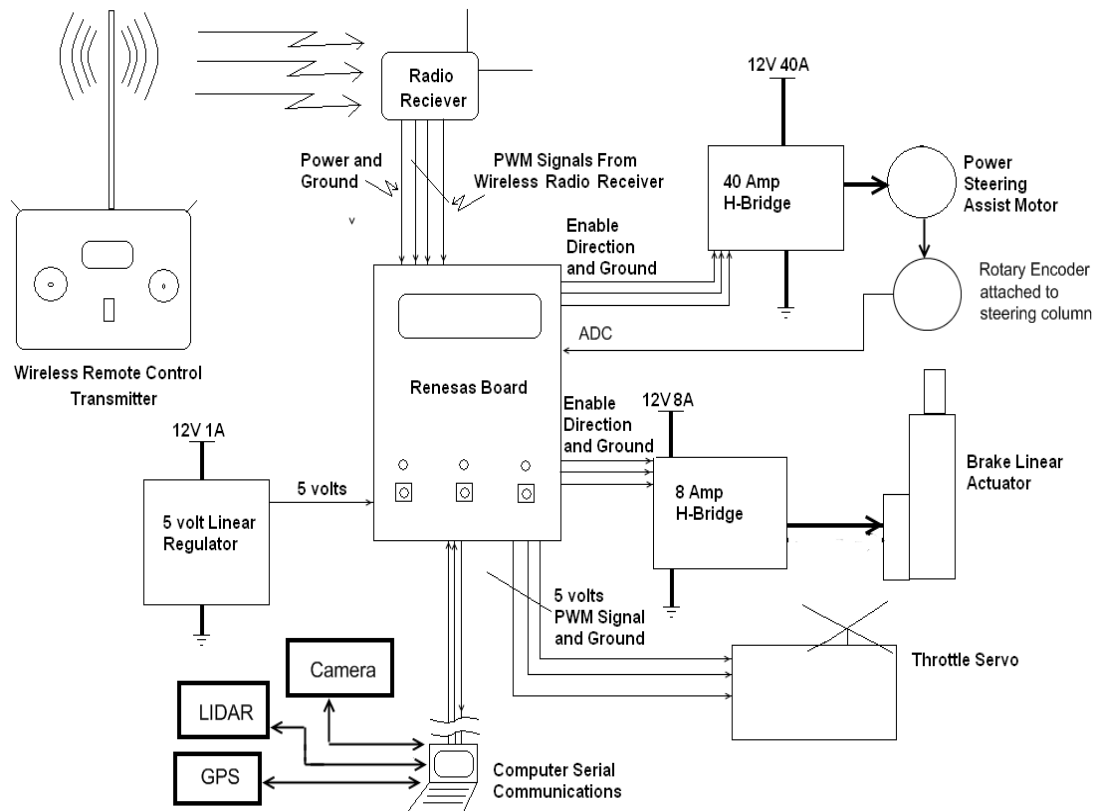 Radio
Reciever
12V 40A
Power and
Ground
PWM Signals From
Wireless Radio Receiver
40 Amp
H-Bridge
Power
Steering
Assist Motor
Enable
Direction
and Ground
Rotary Encoder
attached to
steering column
ADC
Wireless Remote Control
Transmitter
Renesas Board
Enable
Direction
and Ground
12V 8A
12V 1A
Brake Linear
Actuator
5 volts
8 Amp
H-Bridge
5 volt Linear
Regulator
5 volts
PWM Signal
and Ground
Throttle Servo
Camera
LIDAR
GPS
Computer Serial
Communications